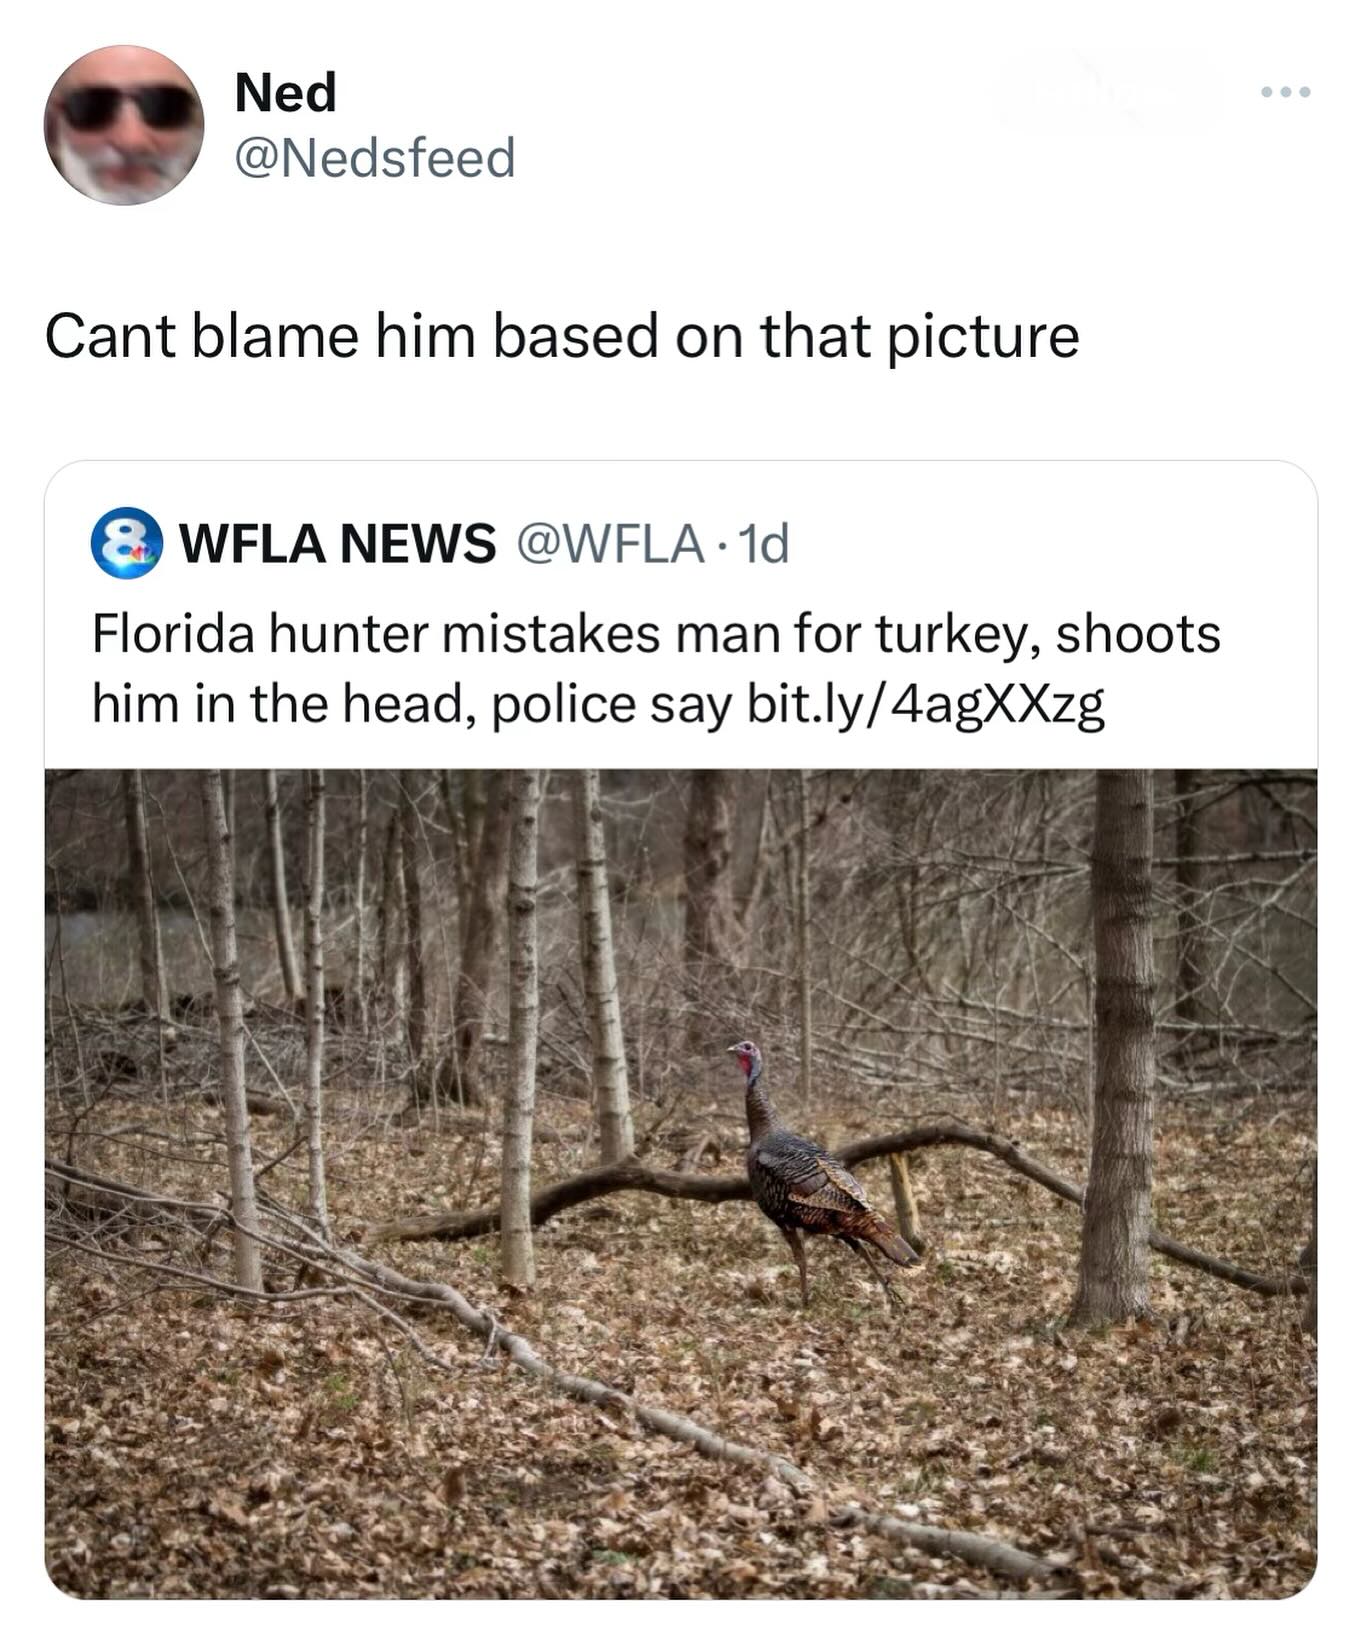 Ned
@Nedsfeed
Cant blame him based on that picture
8 WFLA NEWS @WFLA · 1d
Florida hunter mistakes man for turkey, shoots
him in the head, police say bit.ly/4agXXzg